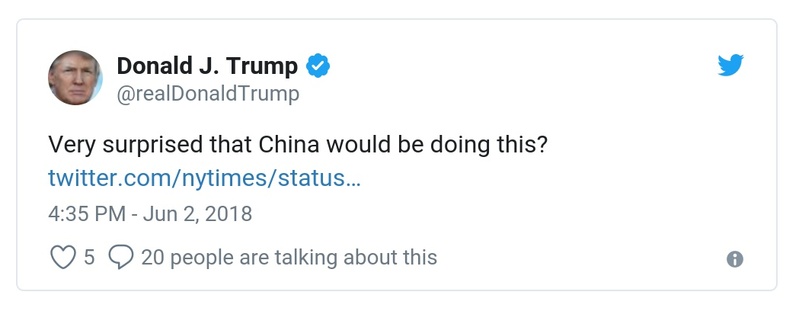 Donald J. Trump
@realDonaldTrump
Very surprised that China would be doing this?
twitter.com/nytimes/status…
4:35 PM - Jun 2, 2018
5 20 people are talking about this